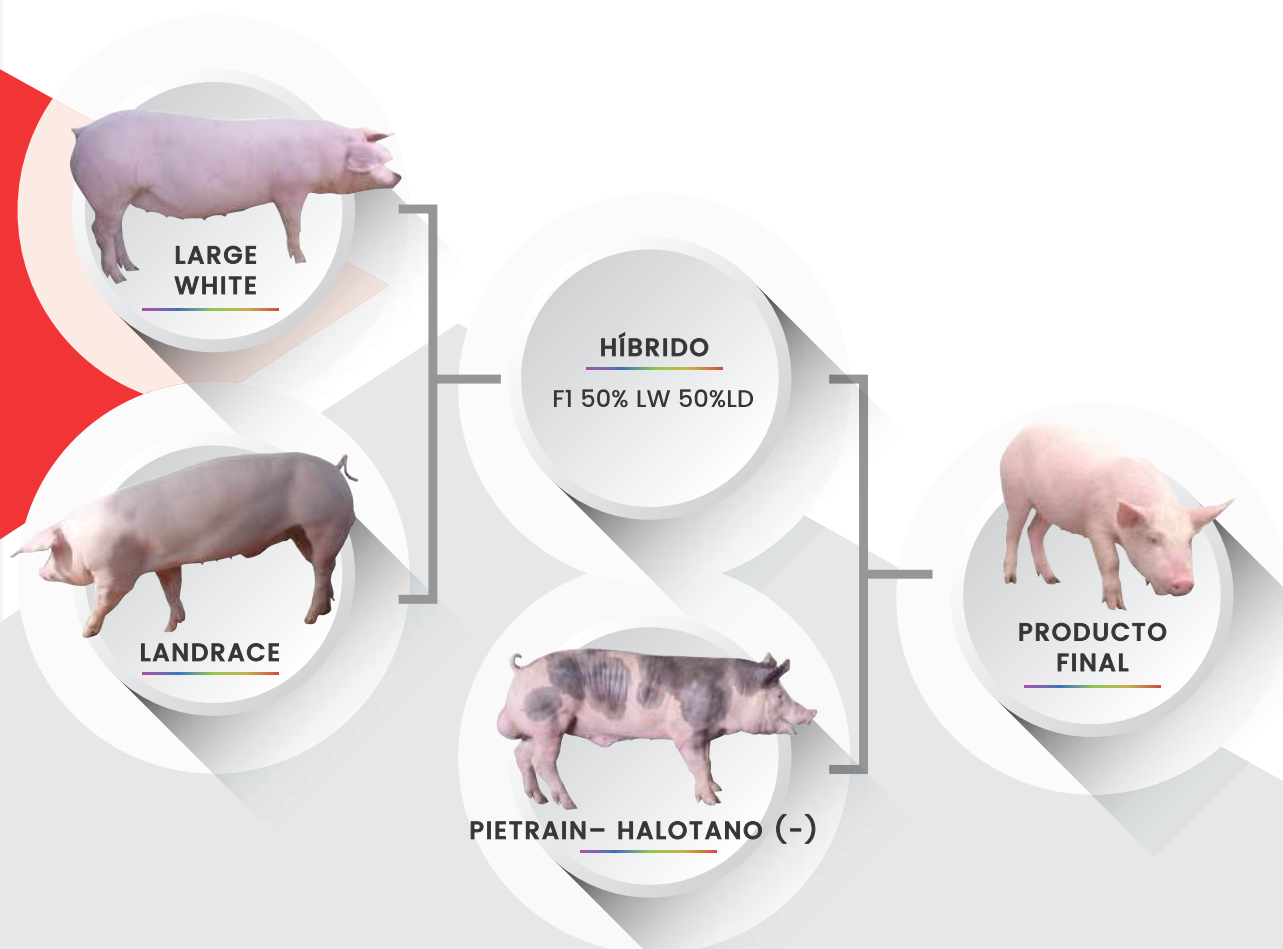 LARGE
WHITE
LANDRACE
HÍBRIDO
F1 50% LW 50%LD
PIETRAIN– HALOTANO (-)
PRODUCTO
FINAL